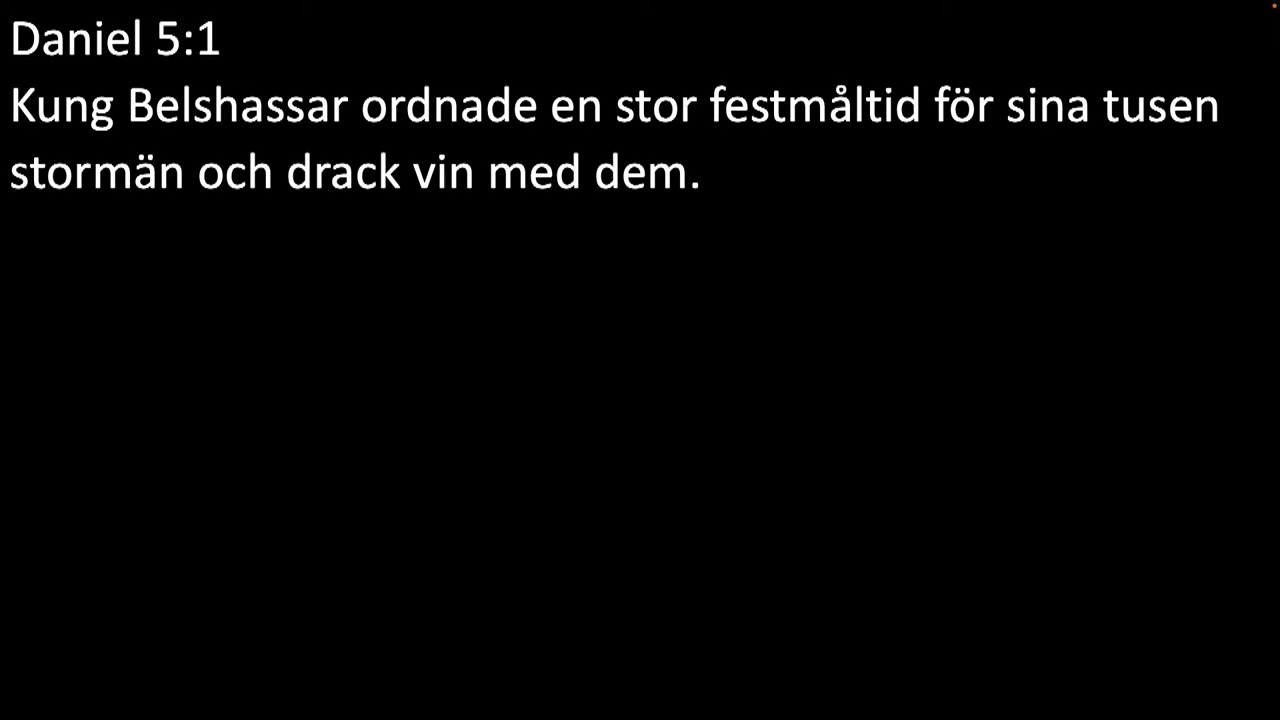 Daniel 5:1
Kung Belshassar ordnade en stor festmåltid för sina tusen
stormän och drack vin med dem.